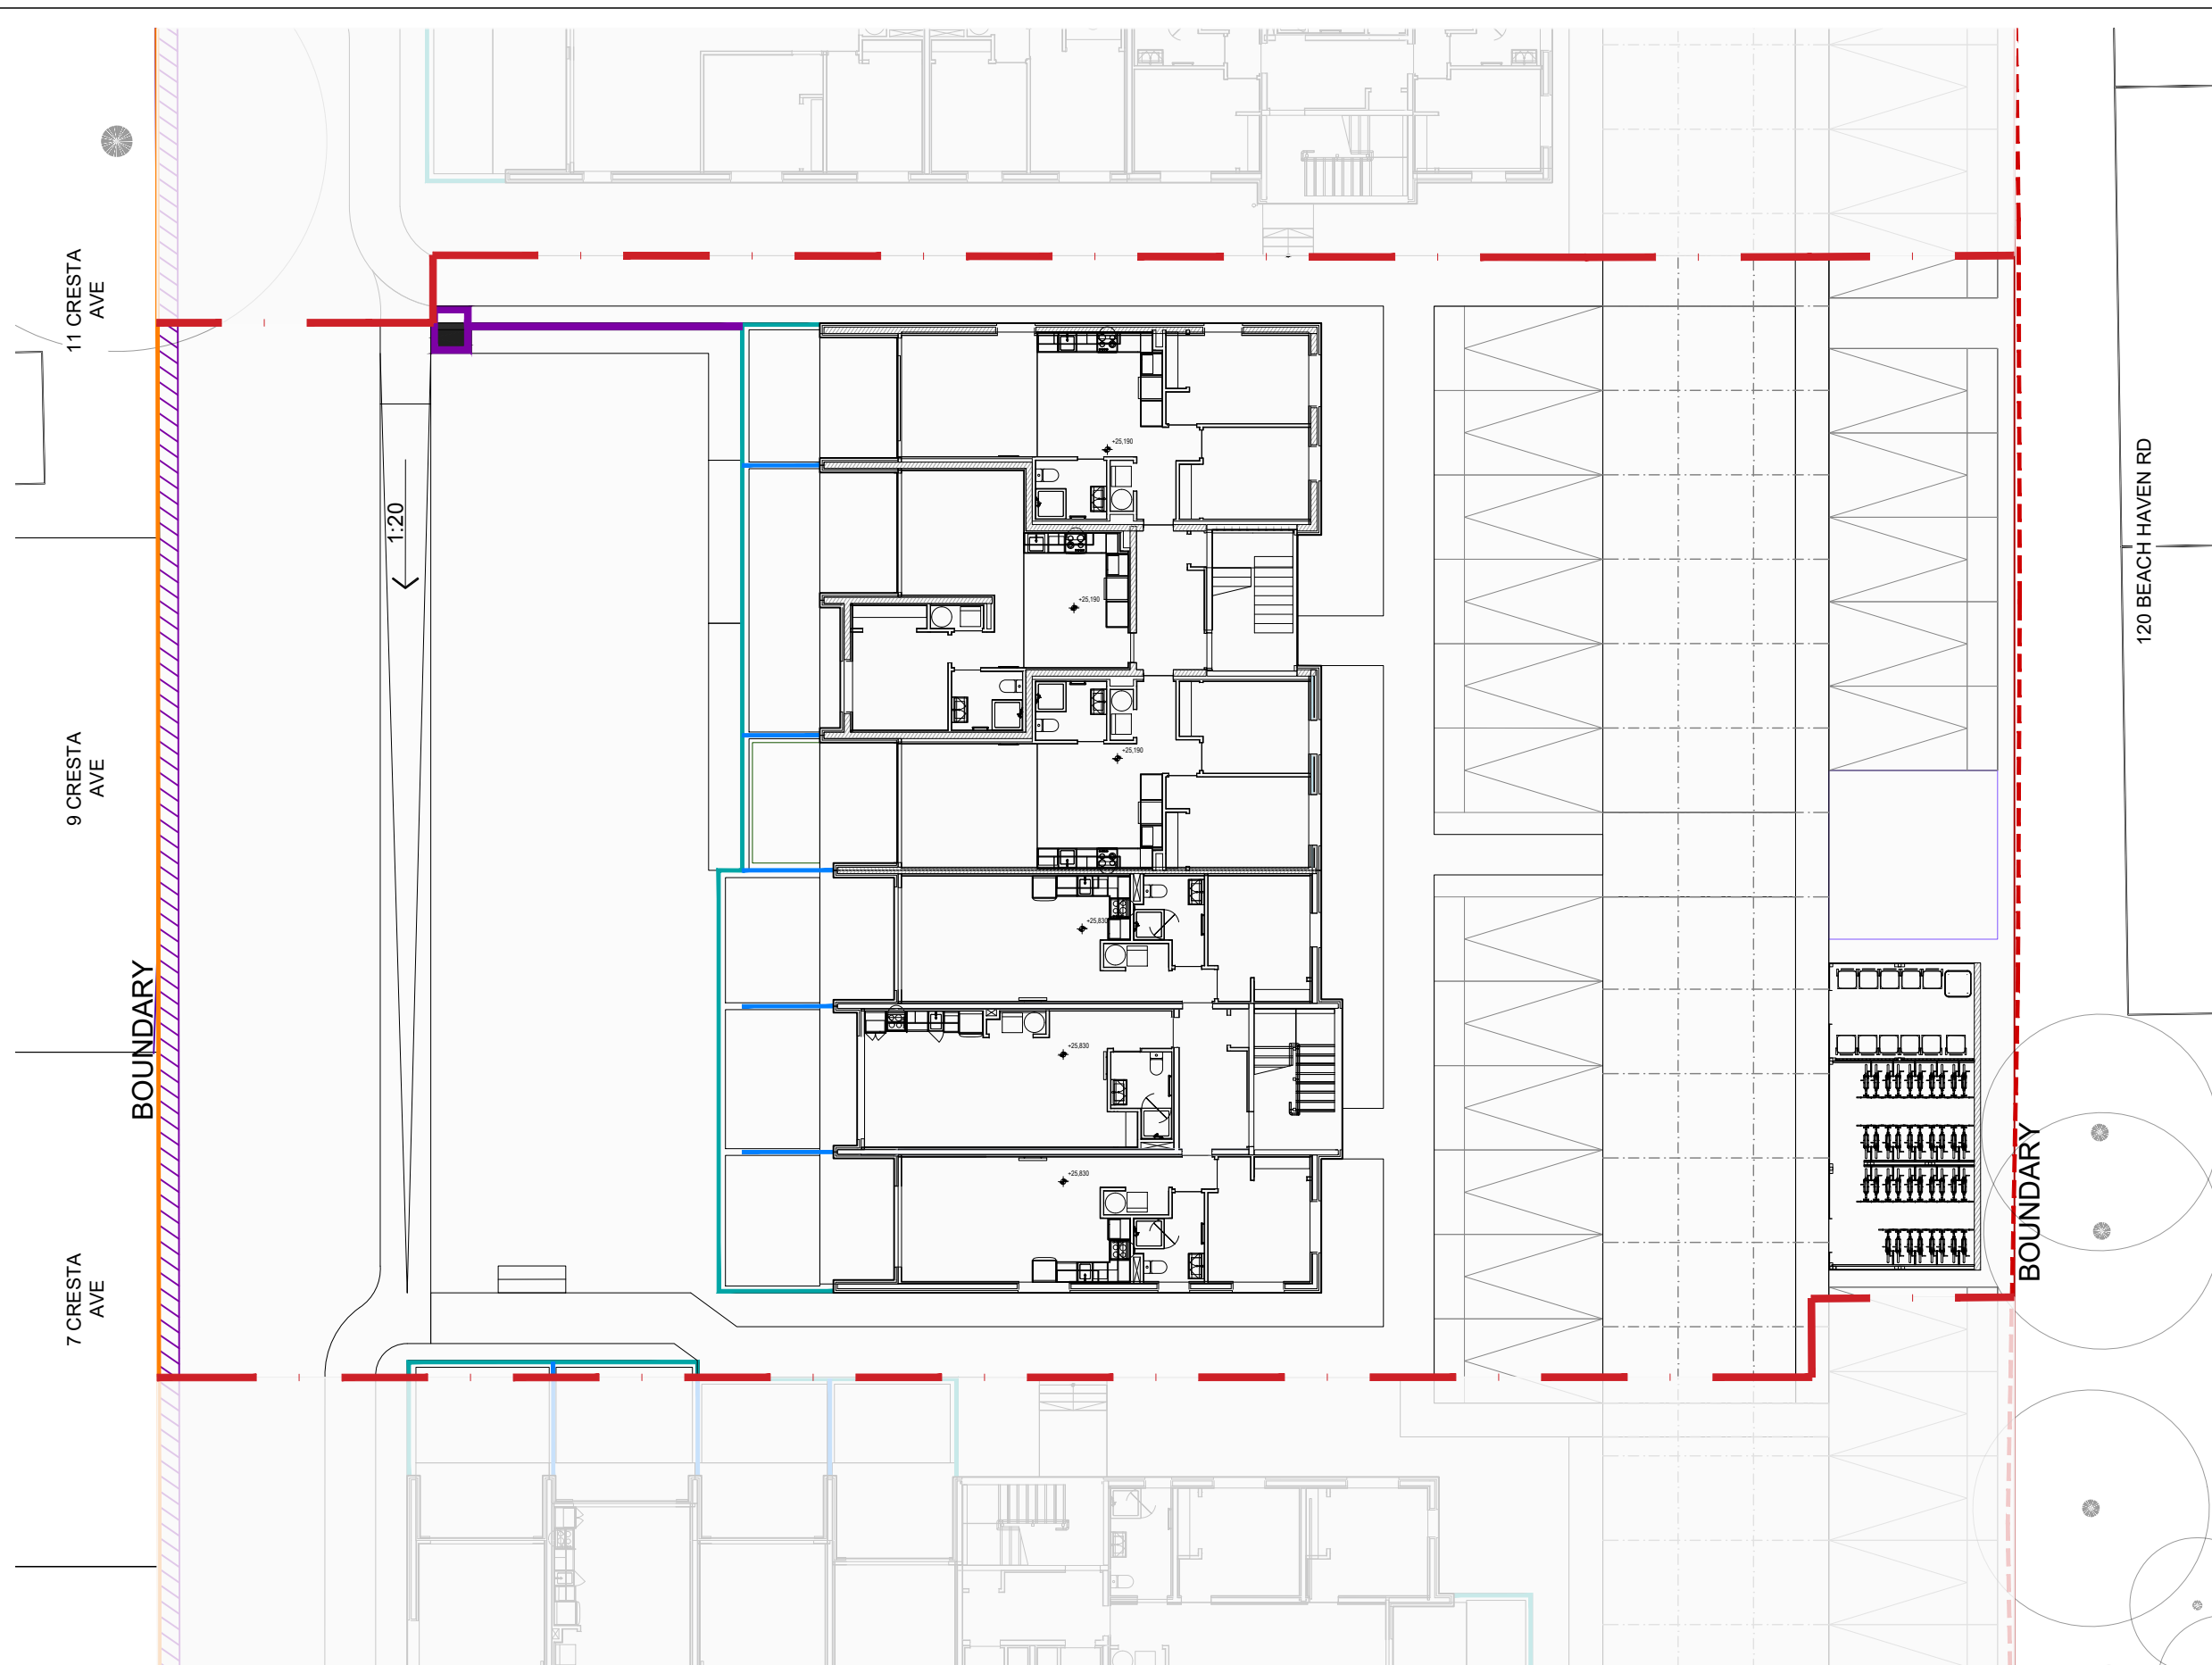 11 CRESTA
AVE
120 BEACH HAVEN RD
+25,190
1:20
+25,190
9 CRESTA
AVE
+25,190
+25,830
BOUNDARY
+25,830
BOUNDARY
+25,830
7 CRESTA
AVE